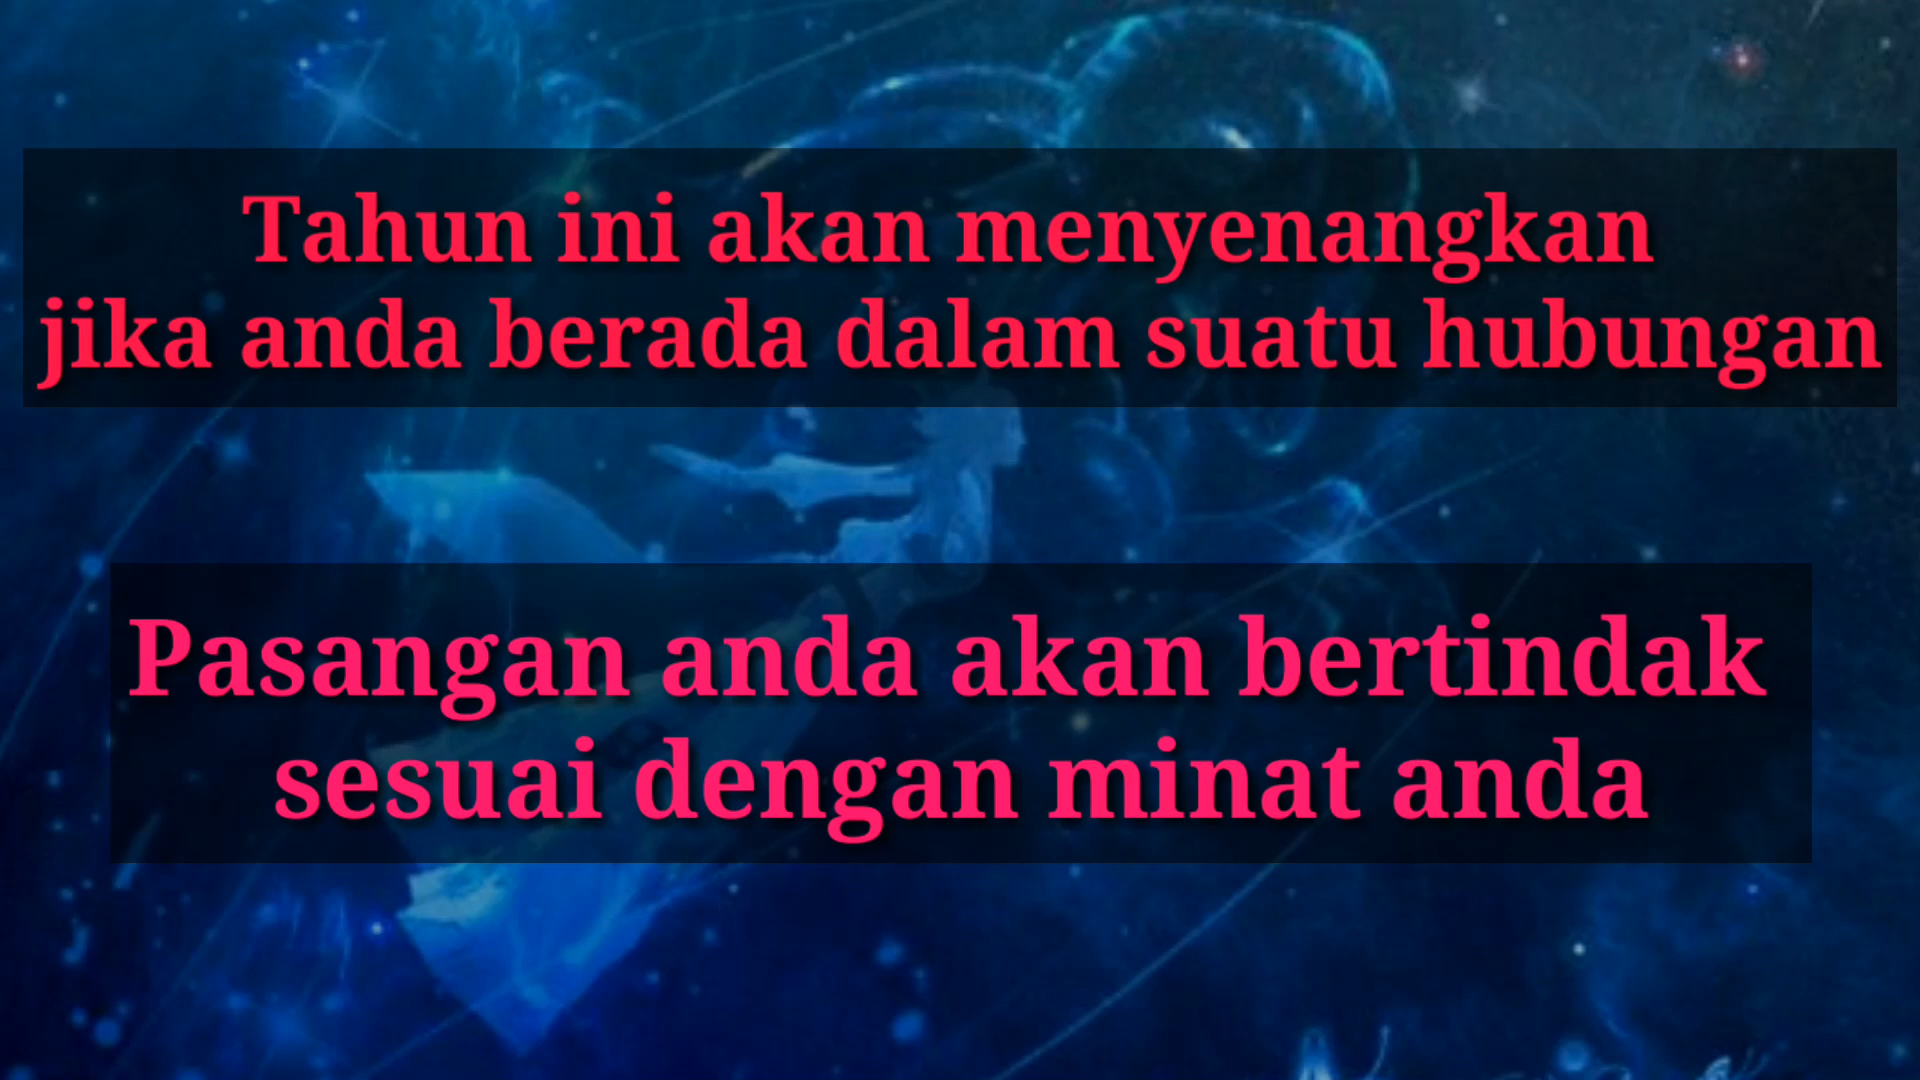 Tahun ini akan menyenangkan
jika anda berada dalam suatu hubungan
Pasangan anda akan bertindak
sesuai dengan minat anda